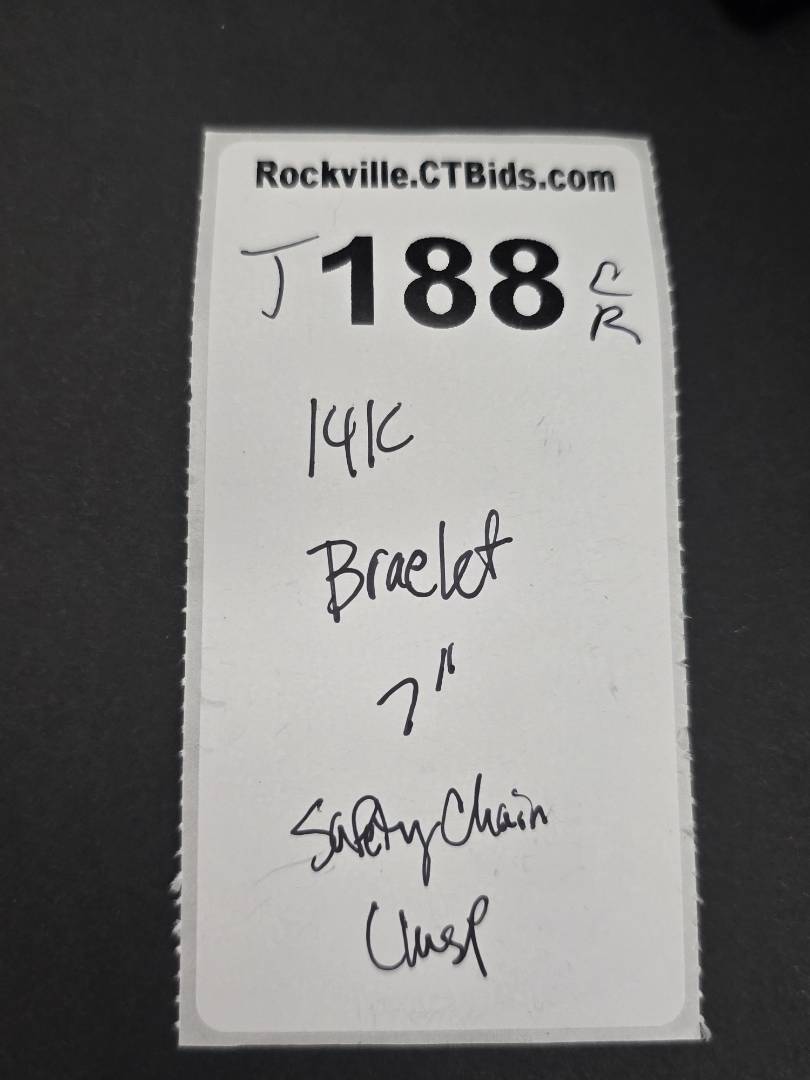 Rockville.CTBids.com
J 188 C/R
14K
Braelet
7"
Safety Chain
Clasp